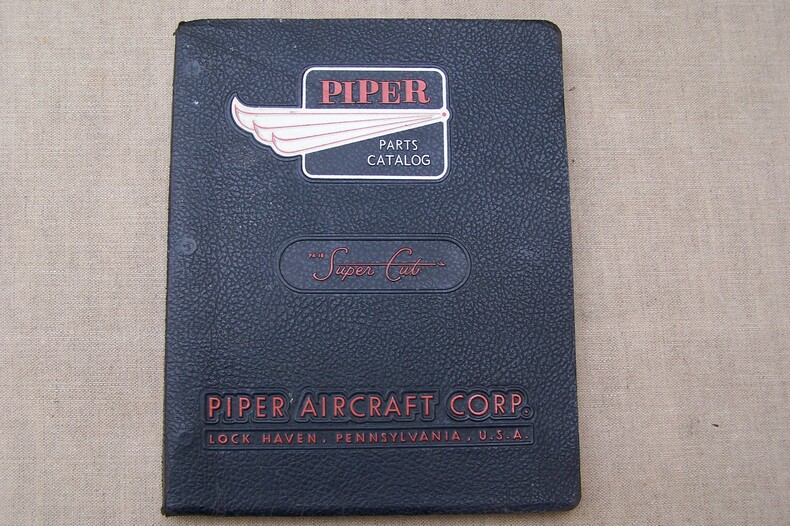 PIPER
PARTS
CATALOG
PA-18 Super Cub
PIPER AIRCRAFT CORP.
LOCK HAVEN, PENNSYLVANIA, U.S.A.